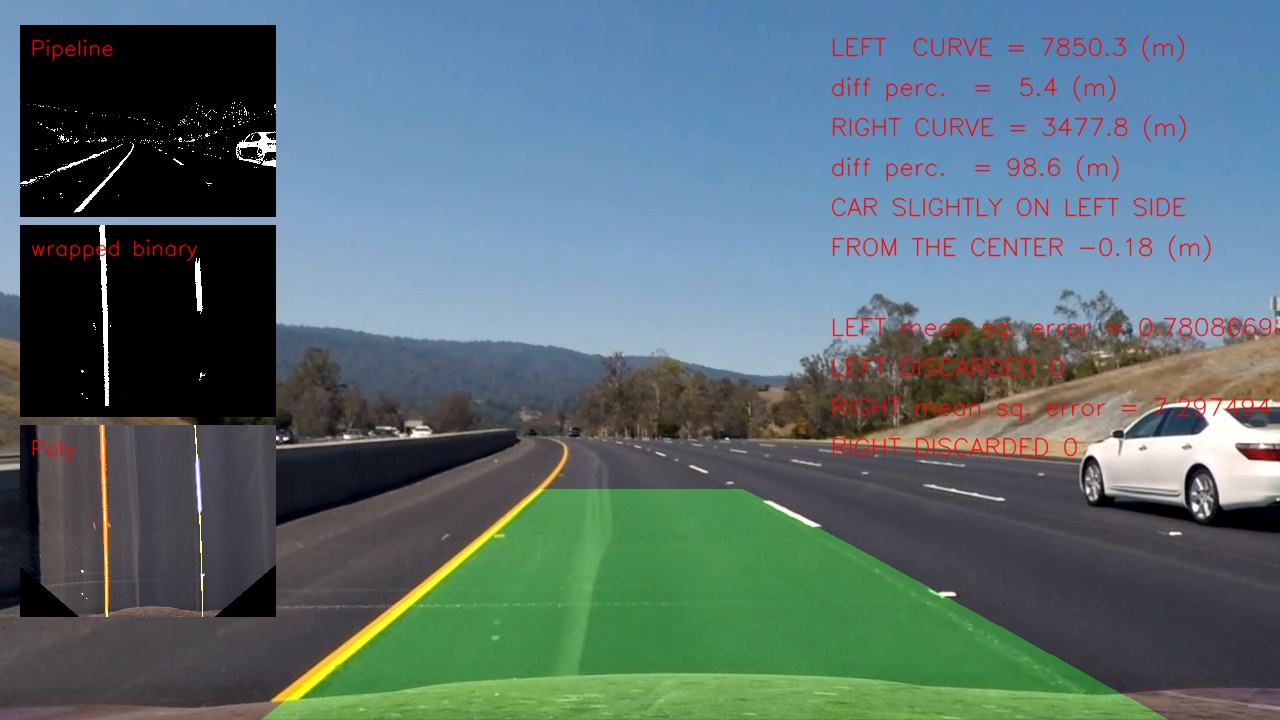 Pipeline
wrapped binary
Poly
LEFT CURVE = 7850.3 (m)
diff perc. = 5.4 (m)
RIGHT CURVE = 3477.8 (m)
diff perc. = 98.6 (m)
CAR SLIGHTLY ON LEFT SIDE
FROM THE CENTER -0.18 (m)
LEFT mean sq. error = 0.7808669
LEFT DISCARDED 0
RIGHT mean sq. error = 7.297494
RIGHT DISCARDED 0